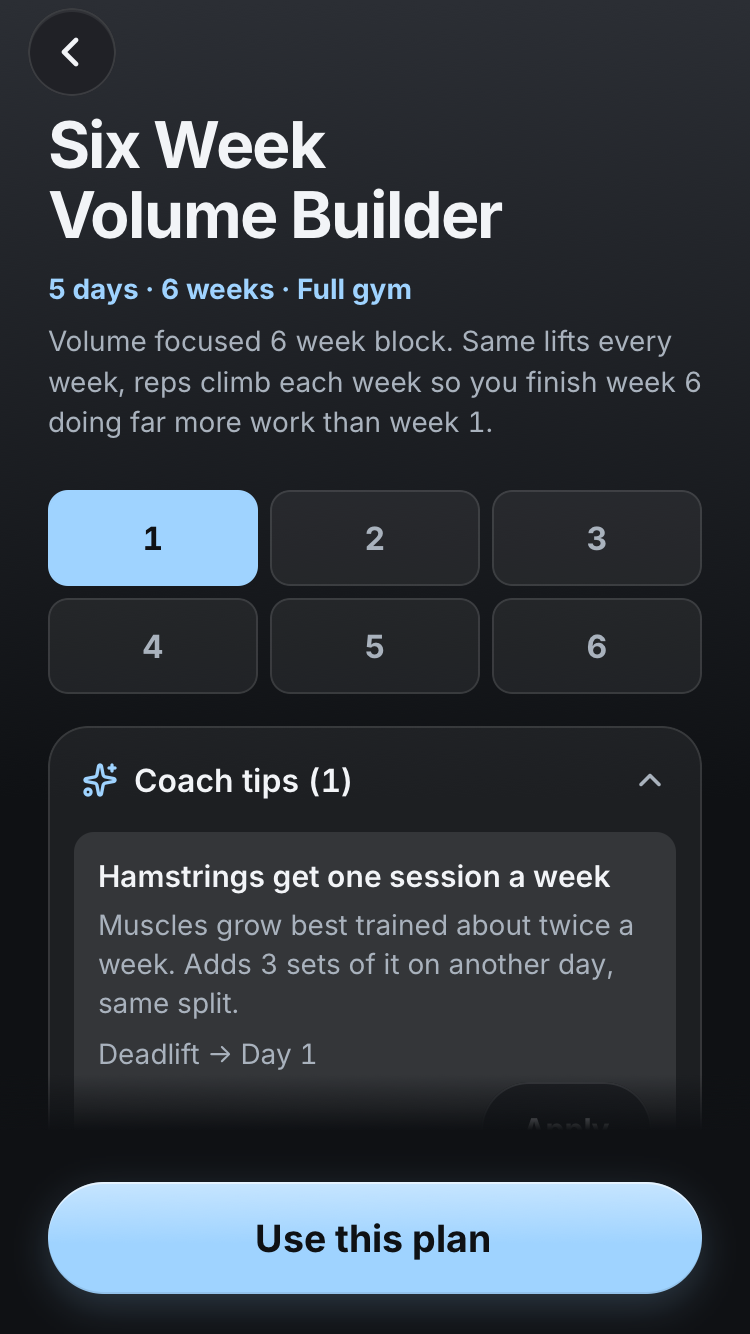 Six Week
Volume Builder
5 days · 6 weeks · Full gym
Volume focused 6 week block. Same lifts every
week, reps climb each week so you finish week 6
doing far more work than week 1.
1
2
3
4
5
6
Coach tips (1)
Hamstrings get one session a week
Muscles grow best trained about twice a
week. Adds 3 sets of it on another day,
same split.
Deadlift → Day 1
Apply
Use this plan